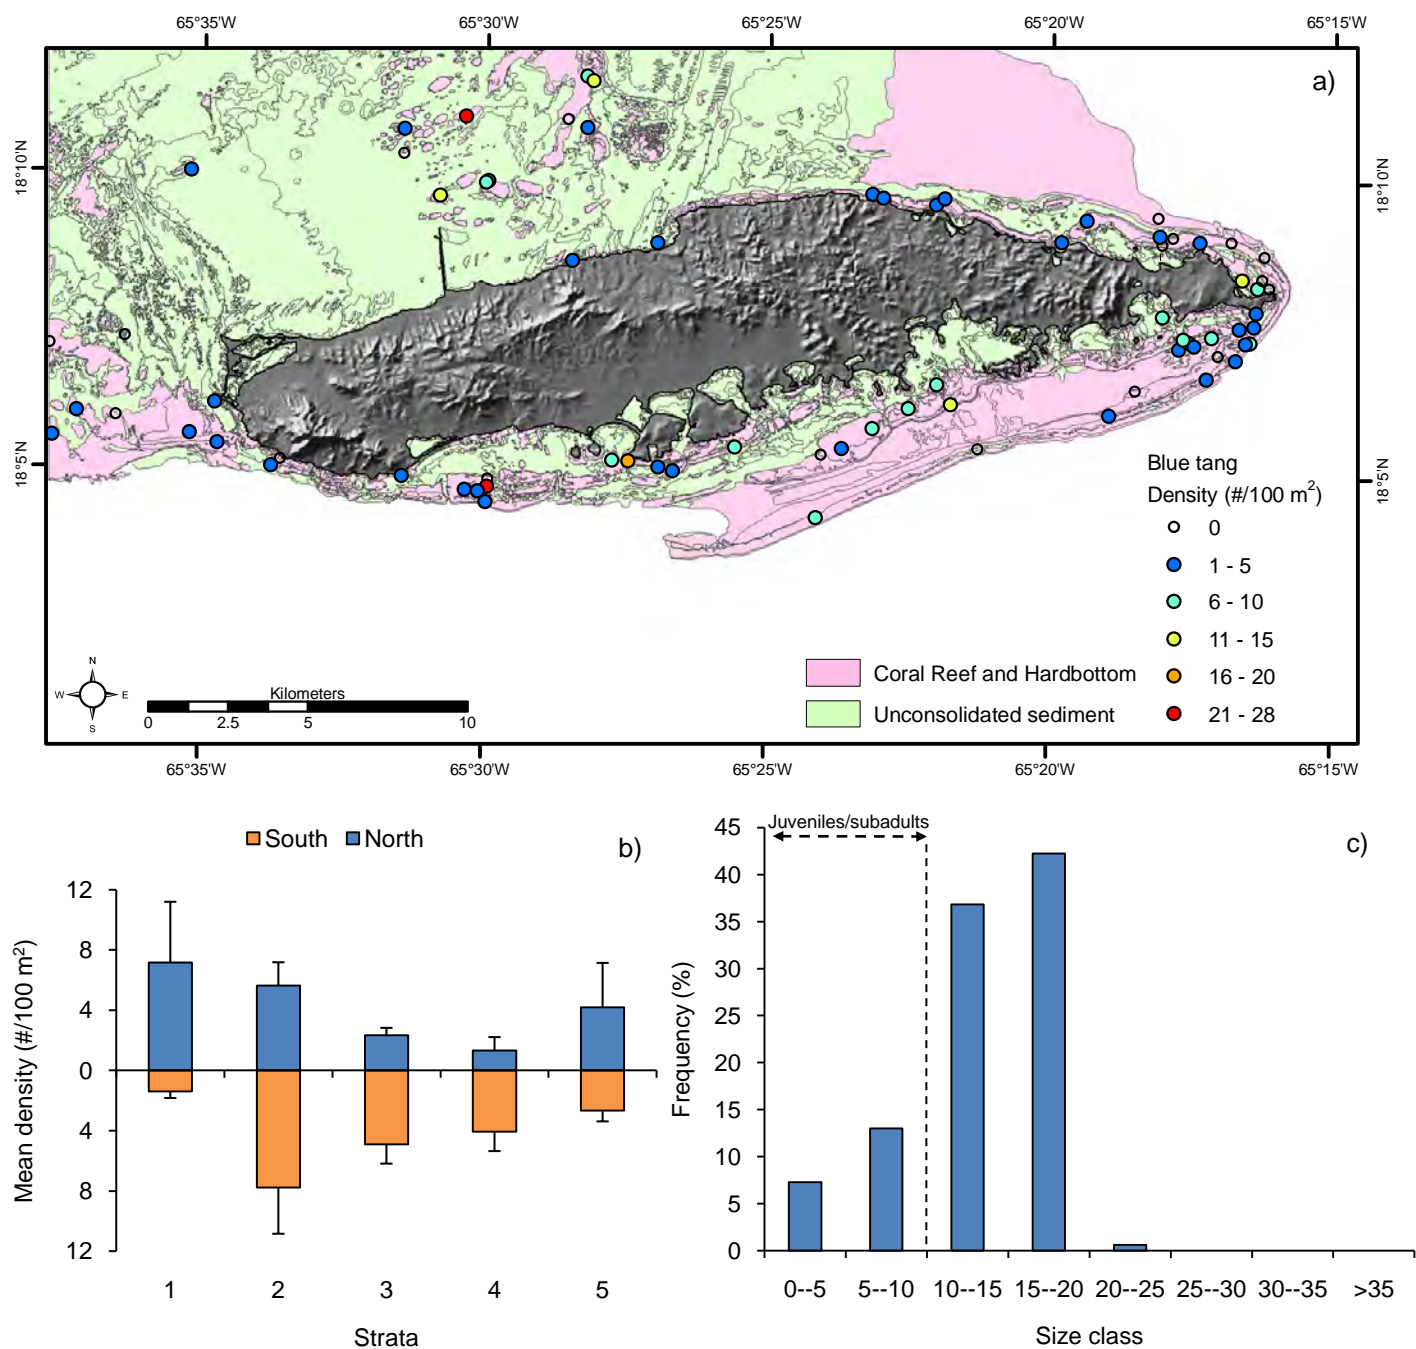 65°35'W 65°30'W 65°25'W 65°20'W 65°15'W
a)
18°10'N 18°10'N
18°5'N 18°5'N
Blue tang
Density (#/100 m²)
0
1 - 5
6 - 10
11 - 15
16 - 20
21 - 28
Coral Reef and Hardbottom
Unconsolidated sediment
N
W E
S
Kilometers
0 2.5 5 10
65°35'W 65°30'W 65°25'W 65°20'W 65°15'W
South North
b)
Mean density (#/100 m²)
12
8
4
0
4
8
12
1 2 3 4 5
Strata
Juveniles/subadults
c)
Frequency (%)
45
40
35
30
25
20
15
10
5
0
0--5 5--10 10--15 15--20 20--25 25--30 30--35 >35
Size class